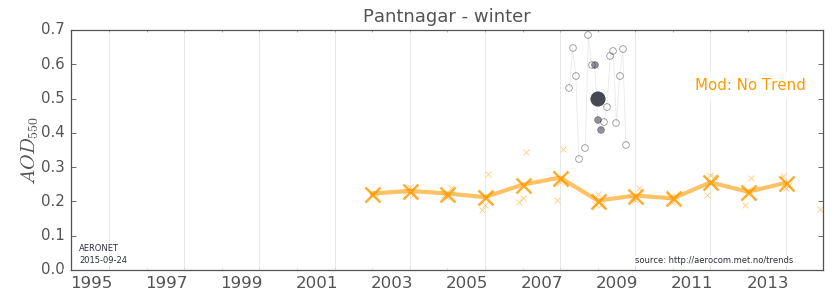 Pantnagar - winter
0.7
0.6
0.5
0.4
0.3
0.2
0.1
0.0
AOD550
Mod: No Trend
AERONET
2015-09-24
source: http://aerocom.met.no/trends
1995 1997 1999 2001 2003 2005 2007 2009 2011 2013